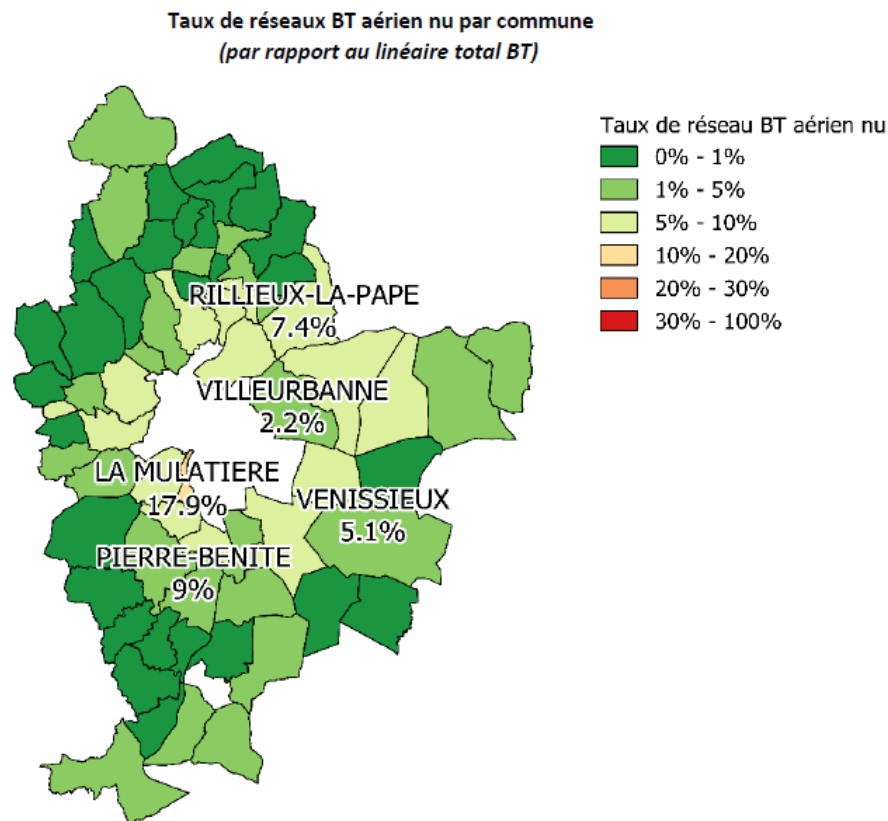 Taux de réseaux BT aérien nu par commune
(par rapport au linéaire total BT)
Taux de réseau BT aérien nu
0% - 1%
1% - 5%
5% - 10%
10% - 20%
20% - 30%
30% - 100%
RILLIEUX-LA-PAPE
7.4%
VILLEURBANNE
2.2%
LA MULATIERE
17.9%
VENISSIEUX
5.1%
PIERRE-BENITE
9%